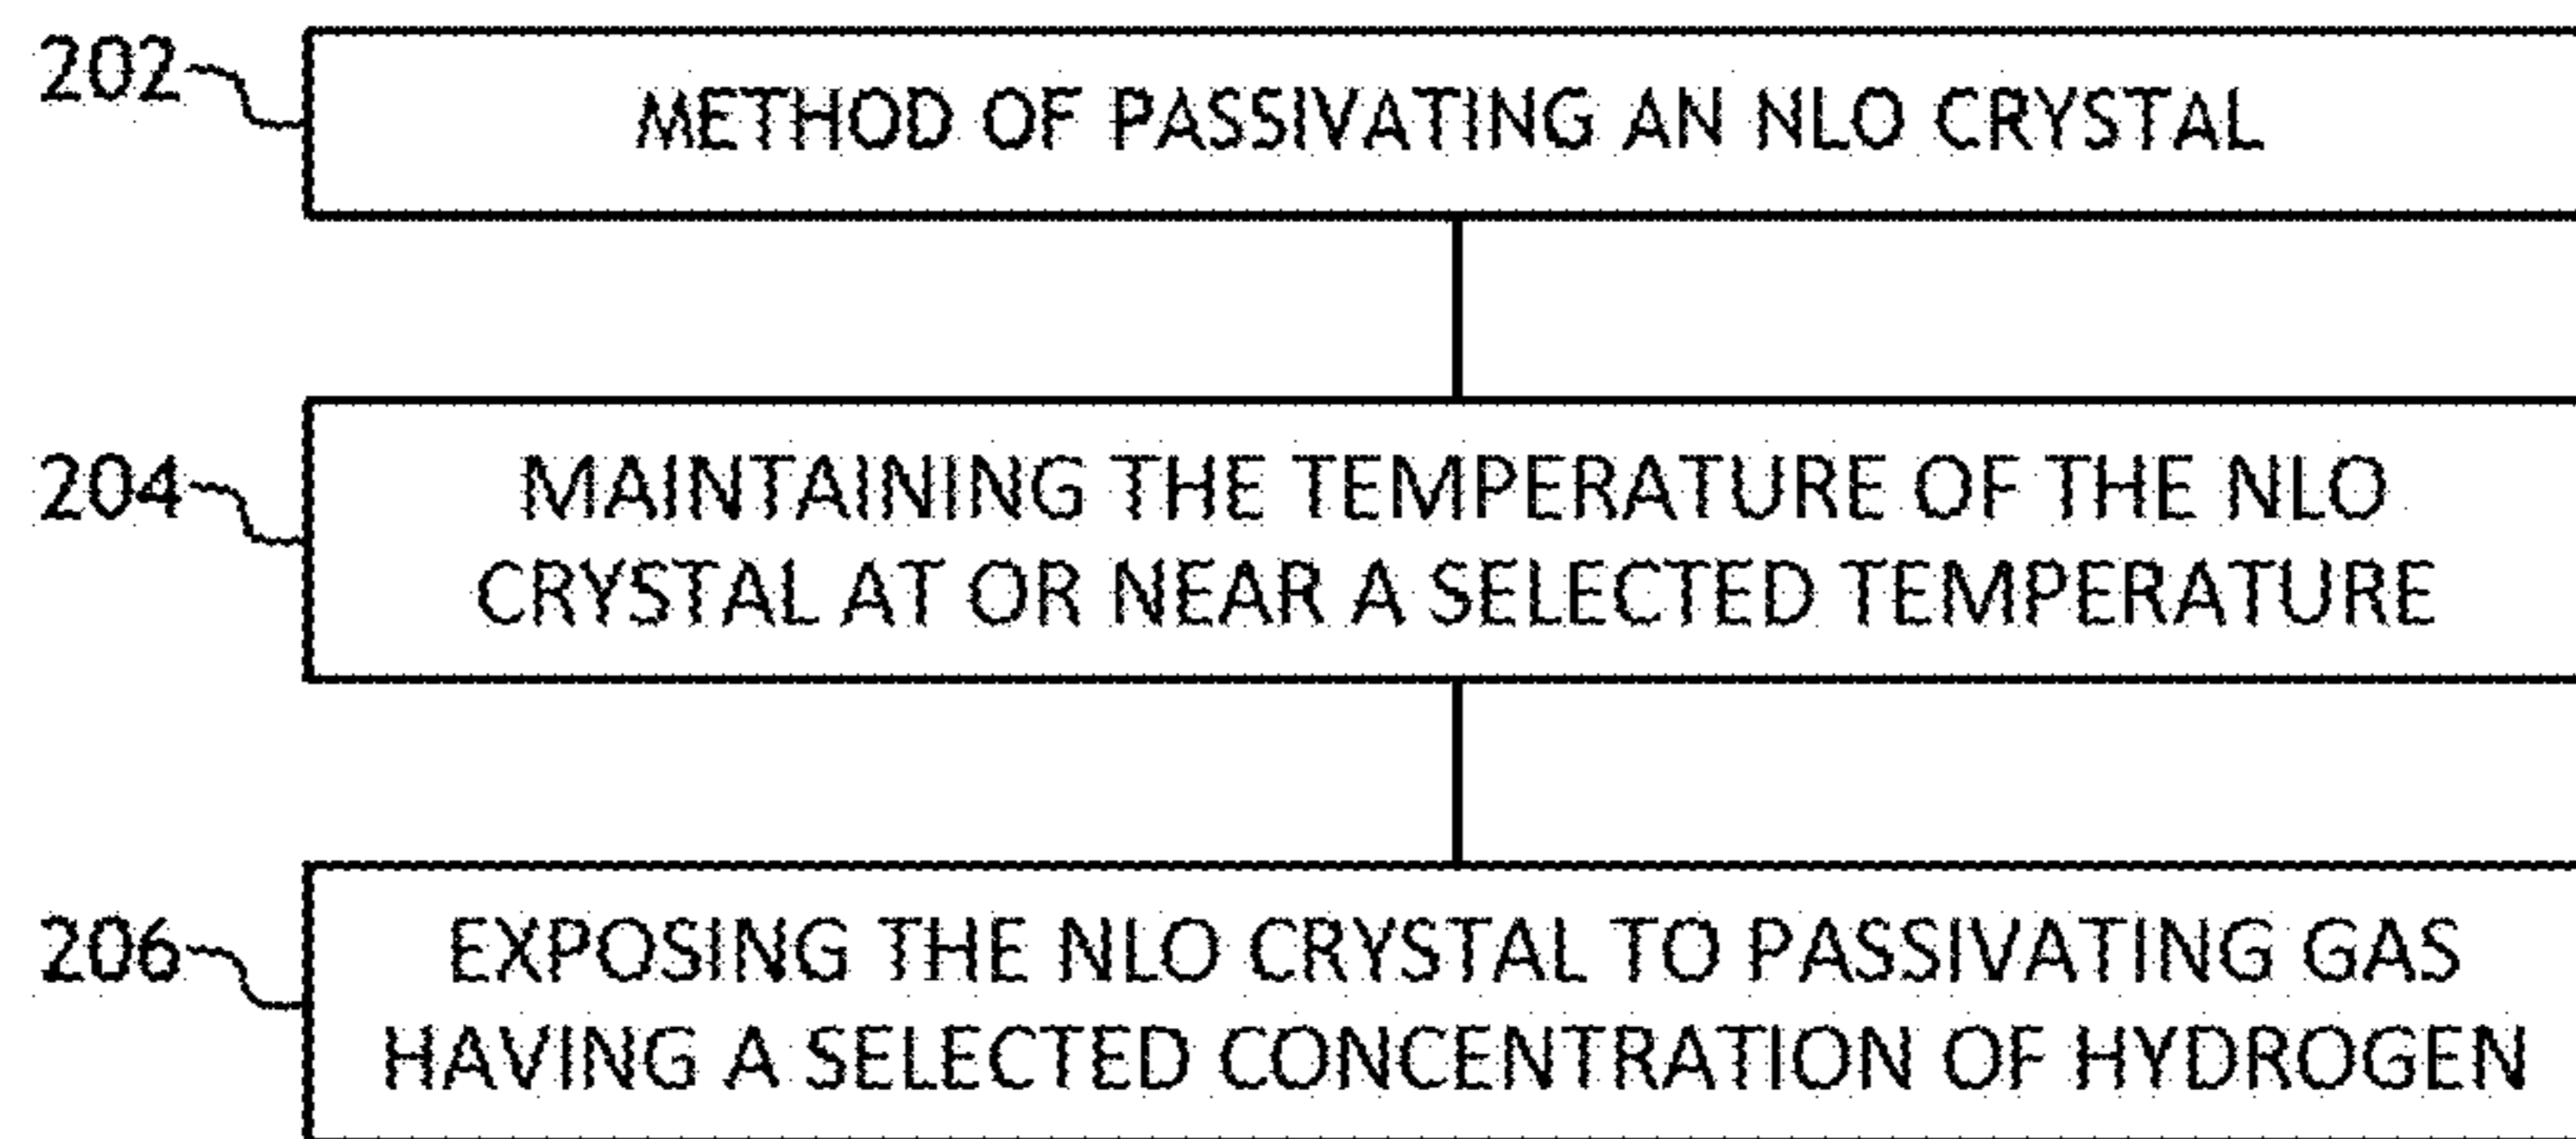 202
METHOD OF PASSIVATING AN NLO CRYSTAL
204
MAINTAINING THE TEMPERATURE OF THE NLO
CRYSTAL AT OR NEAR A SELECTED TEMPERATURE
206
EXPOSING THE NLO CRYSTAL TO PASSIVATING GAS
HAVING A SELECTED CONCENTRATION OF HYDROGEN